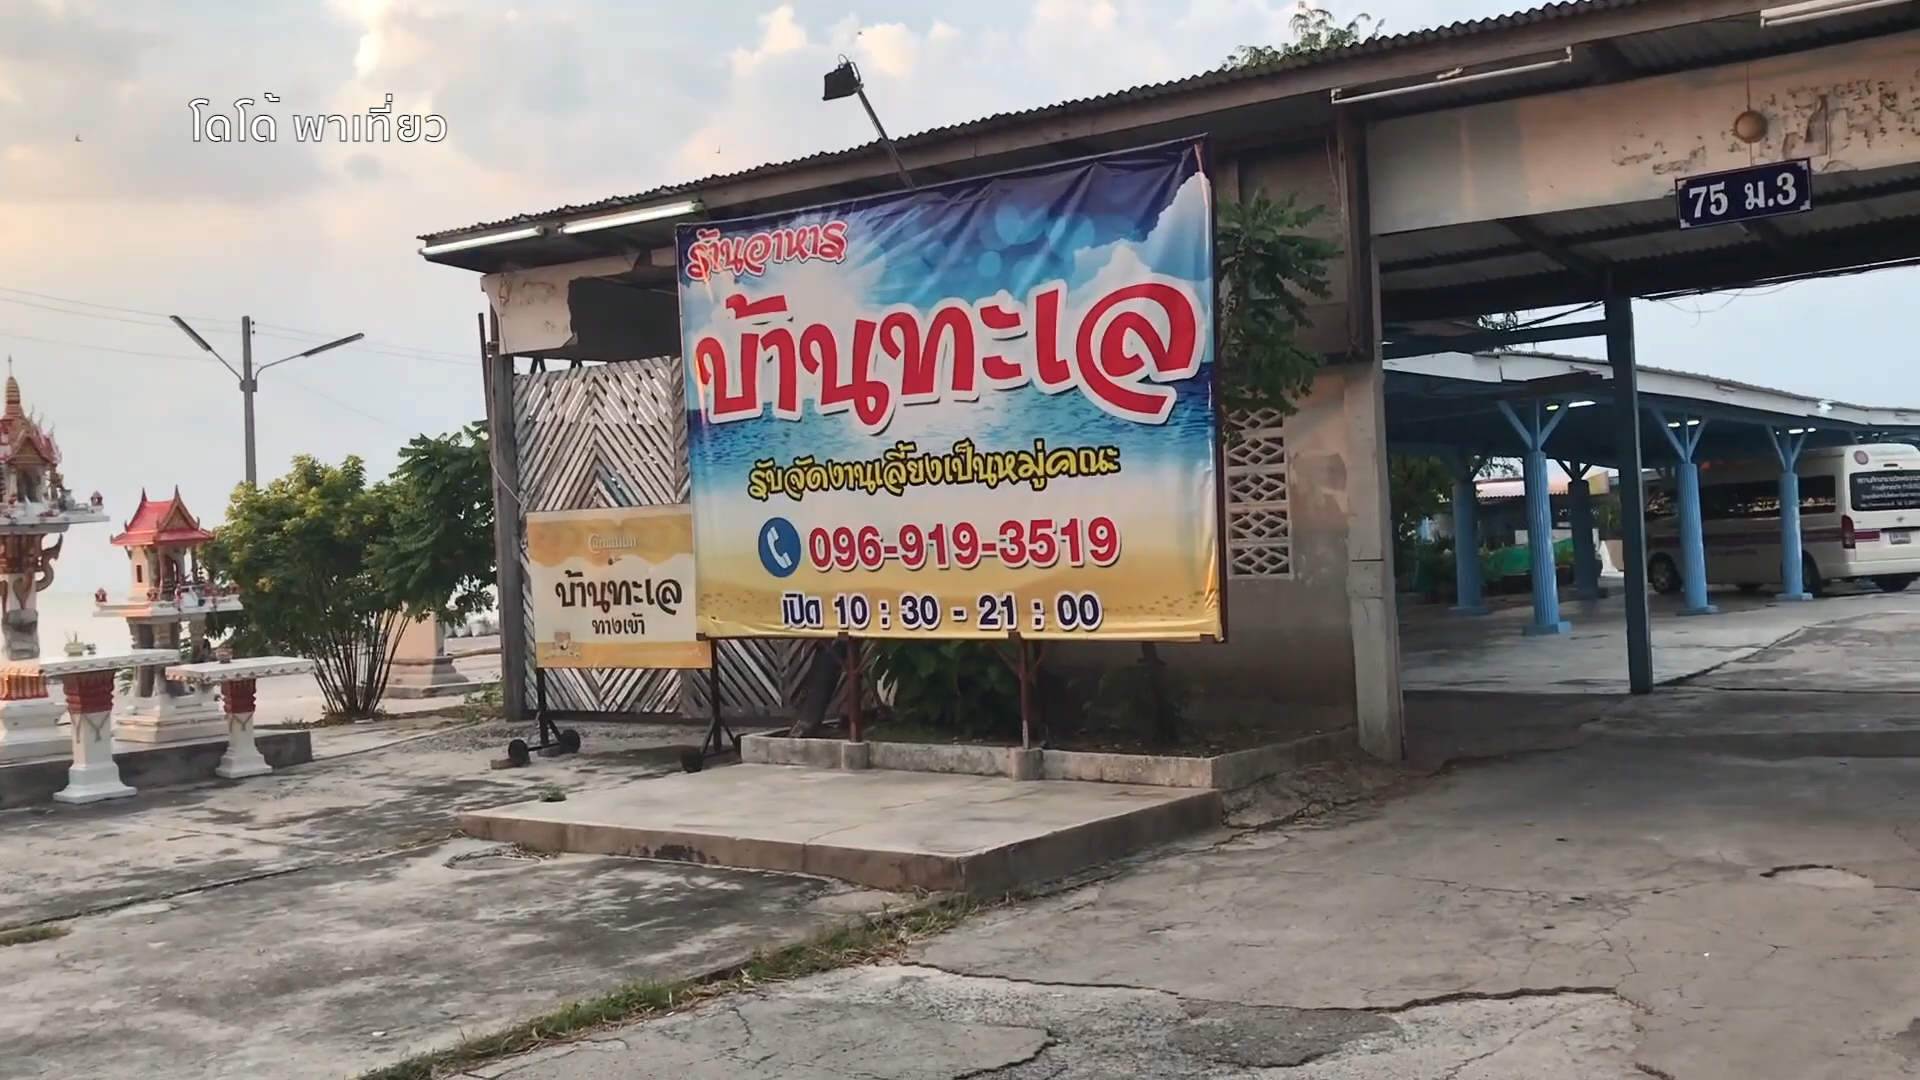 โดโด้ พาเที่ยว
75 ม.3
ร้านอาหาร
บ้านทะเล
รับจัดงานเลี้ยงเป็นหมู่คณะ
096-919-3519
เปิด 10 : 30 - 21 : 00
Carnation
บ้านทะเล
ทางเข้า